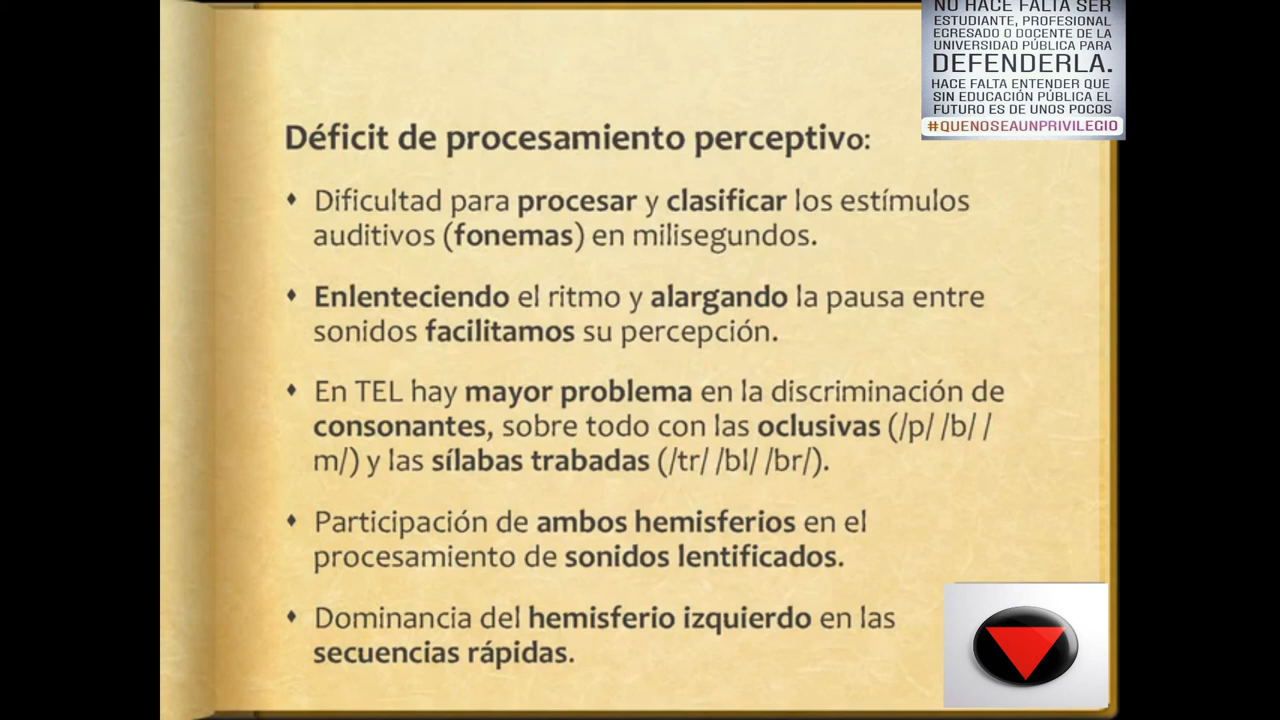 NO HACE FALTA SER
ESTUDIANTE, PROFESIONAL
EGRESADO O DOCENTE DE LA
UNIVERSIDAD PÚBLICA PARA
DEFENDERLA.
HACE FALTA ENTENDER QUE
SIN EDUCACIÓN PÚBLICA EL
FUTURO ES DE UNOS POCOS
#QUENOSEAUNPRIVILEGIO
Déficit de procesamiento perceptivo:
♦ Dificultad para procesar y clasificar los estímulos
auditivos (fonemas) en milisegundos.
♦ Enlenteciendo el ritmo y alargando la pausa entre
sonidos facilitamos su percepción.
♦ En TEL hay mayor problema en la discriminación de
consonantes, sobre todo con las oclusivas (/p/ /b/ /
m/) y las sílabas trabadas (/tr/ /bl/ /br/).
♦ Participación de ambos hemisferios en el
procesamiento de sonidos lentificados.
♦ Dominancia del hemisferio izquierdo en las
secuencias rápidas.